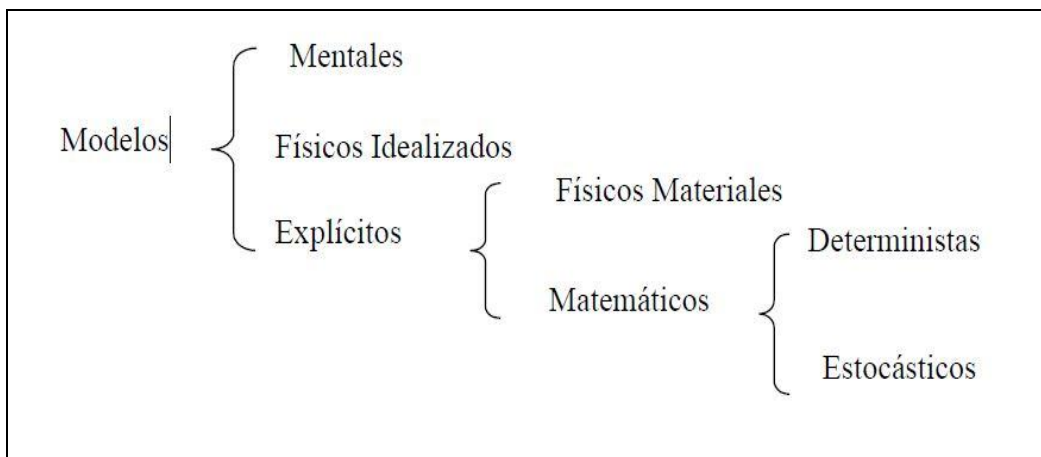 Mentales
Modelos
Físicos Idealizados
Físicos Materiales
Explícitos
Deterministas
Matemáticos
Estocásticos